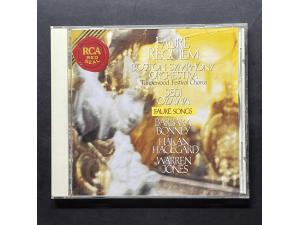 FAURÉ
REQUIEM
BOSTON SYMPHONY
ORCHESTRA
Tanglewood Festival Chorus
SEIJI
OZAWA
FAURÉ SONGS
BARBARA
BONNEY
HÅKAN
HAGEGÅRD
WARREN
JONES
RCA
RED SEAL